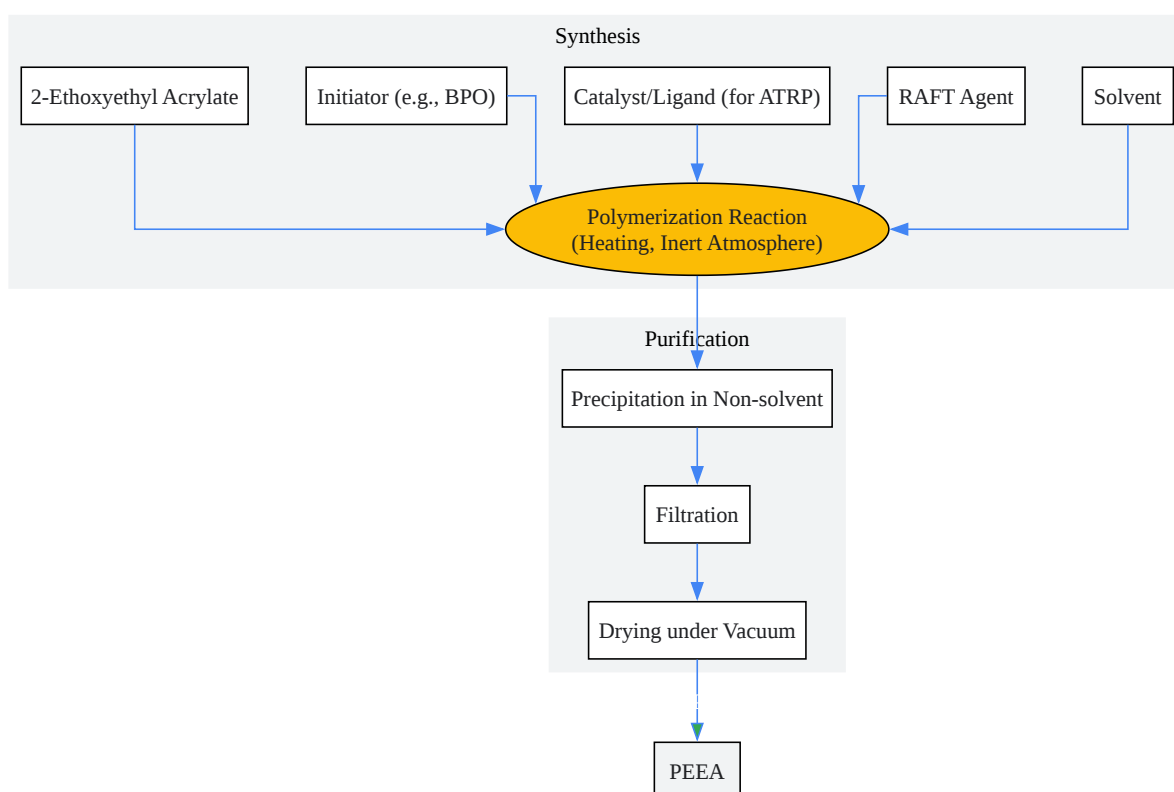 Synthesis
2-Ethoxyethyl Acrylate
Initiator (e.g., BPO)
Catalyst/Ligand (for ATRP)
RAFT Agent
Solvent
Polymerization Reaction
(Heating, Inert Atmosphere)
Purification
Precipitation in Non-solvent
Filtration
Drying under Vacuum
PEEA